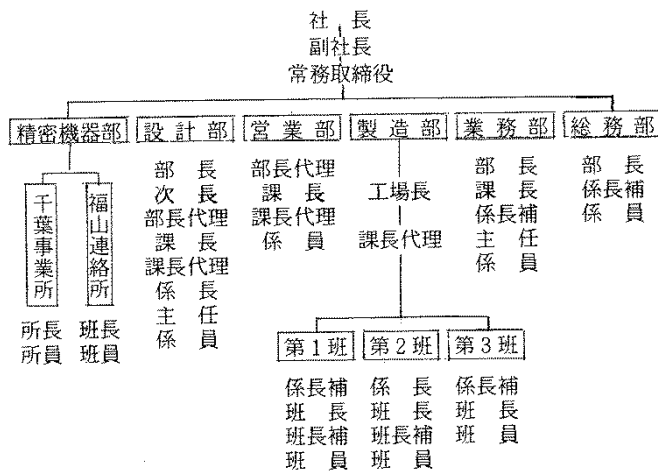 社長
副社長
常務取締役
精密機器部 設計部 営業部 製造部 業務部 総務部
千葉事業所
所長
所員
福山連絡所
班長
班員
部長
次長
部長代理
課長
課長代理
係長
主任
係員
部長代理
課長
課長代理
係員
工場長
課長代理
部長
課長
係長補
主任
係員
部長
係長補
係員
第1班 第2班 第3班
係長補
班長
班長補
班員
係長
班長
班長補
班員
係長補
班長
班員